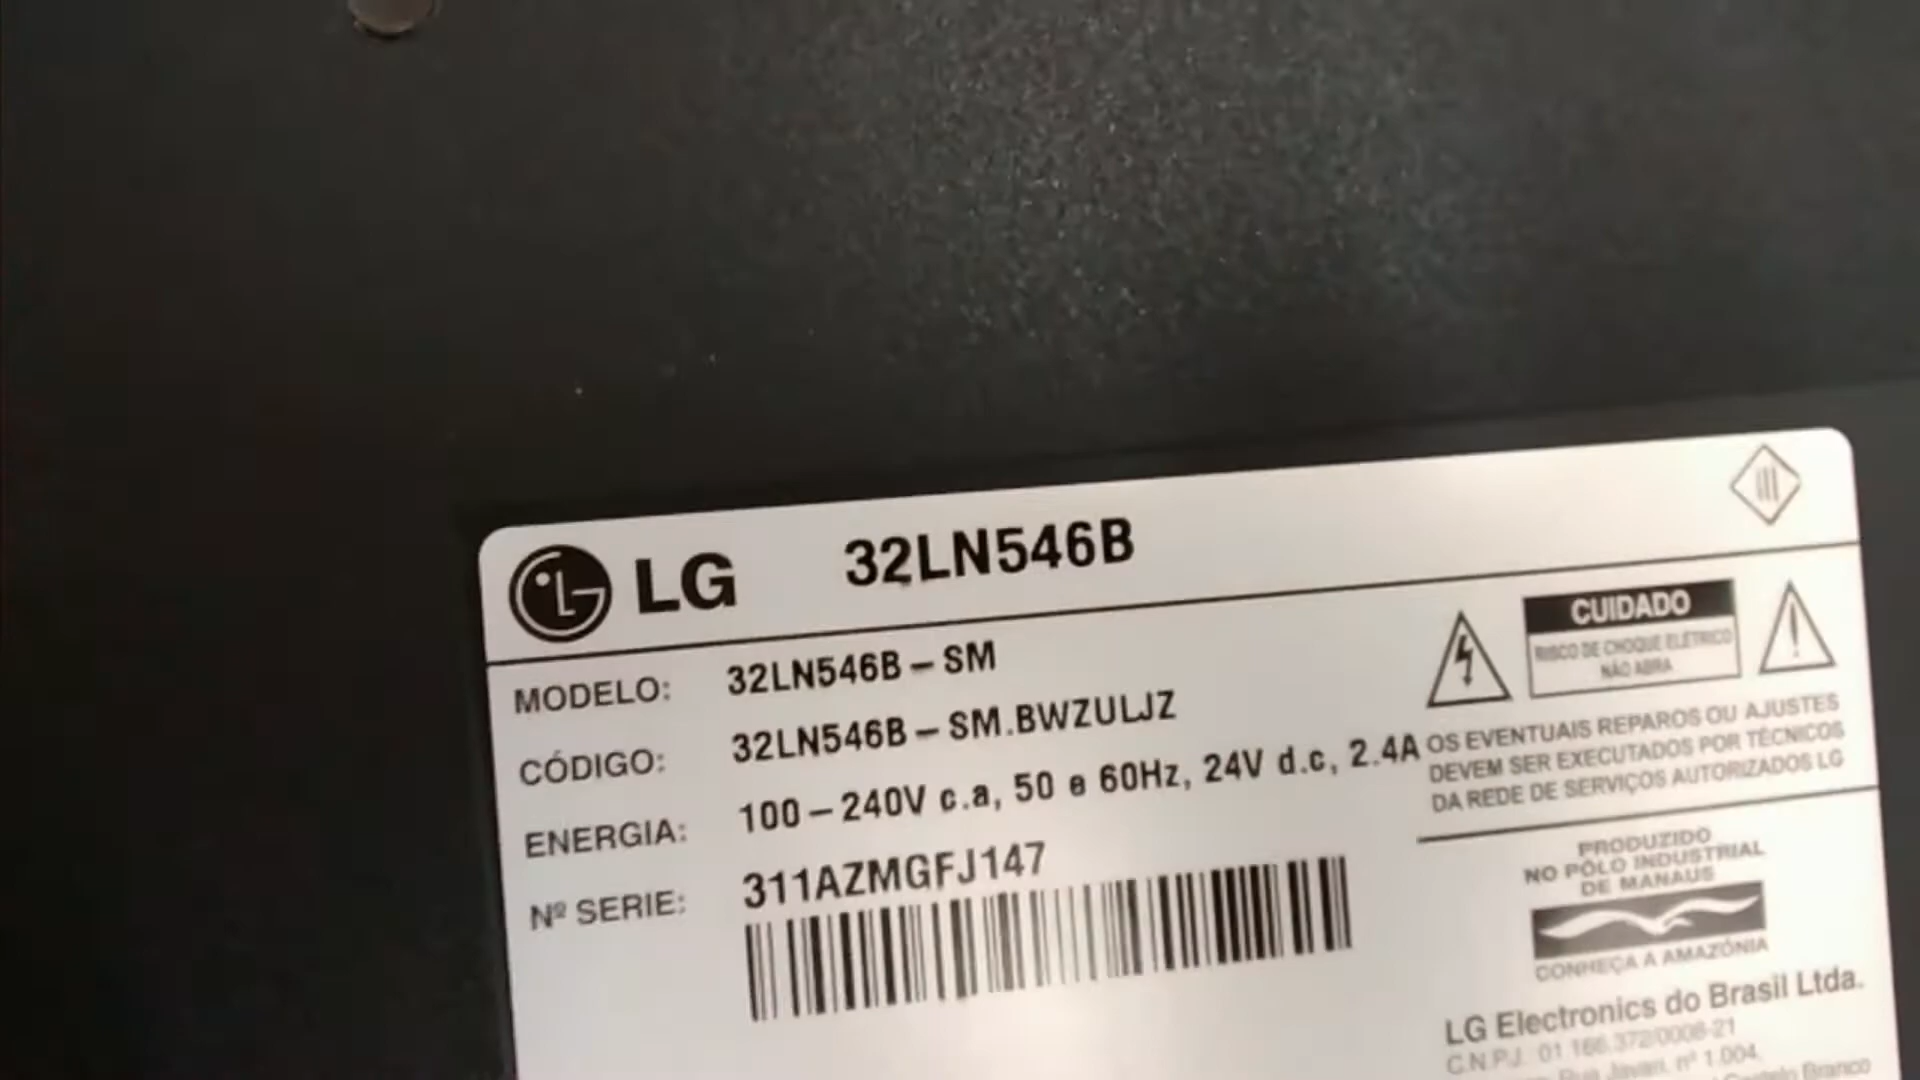 LG 32LN546B
MODELO: 32LN546B-SM
CÓDIGO: 32LN546B-SM.BWZULJZ
ENERGIA: 100-240V c.a, 50 e 60Hz, 24V d.c, 2.4A
Nº SERIE: 311AZMGFJ147
CUIDADO
RISCO DE CHOQUE ELÉTRICO
NÃO ABRA
OS EVENTUAIS REPAROS OU AJUSTES
DEVEM SER EXECUTADOS POR TÉCNICOS
DA REDE DE SERVIÇOS AUTORIZADOS LG
PRODUZIDO
NO PÓLO INDUSTRIAL
DE MANAUS
CONHEÇA A AMAZÔNIA
LG Electronics do Brasil Ltda.
C.N.P.J. 01 166.372/0008-21
Rua Javari, nº 1.004,
Castelo Branco